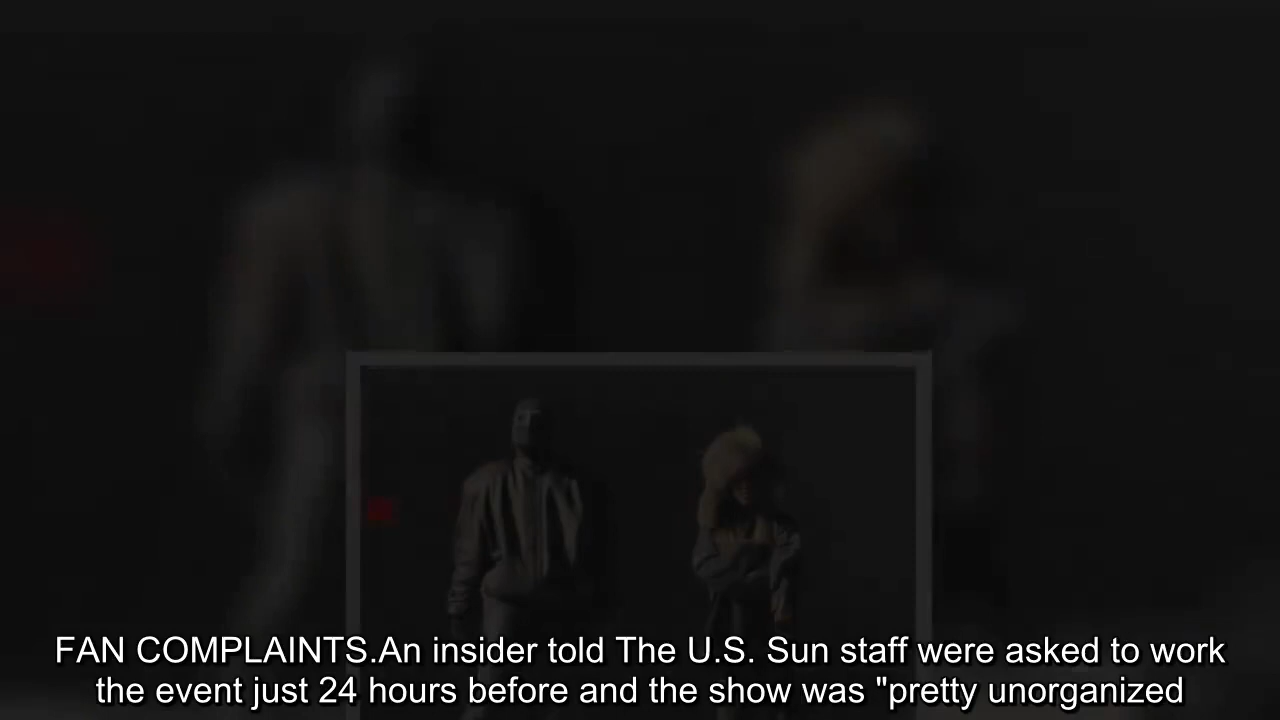 FAN COMPLAINTS.An insider told The U.S. Sun staff were asked to work
the event just 24 hours before and the show was "pretty unorganized